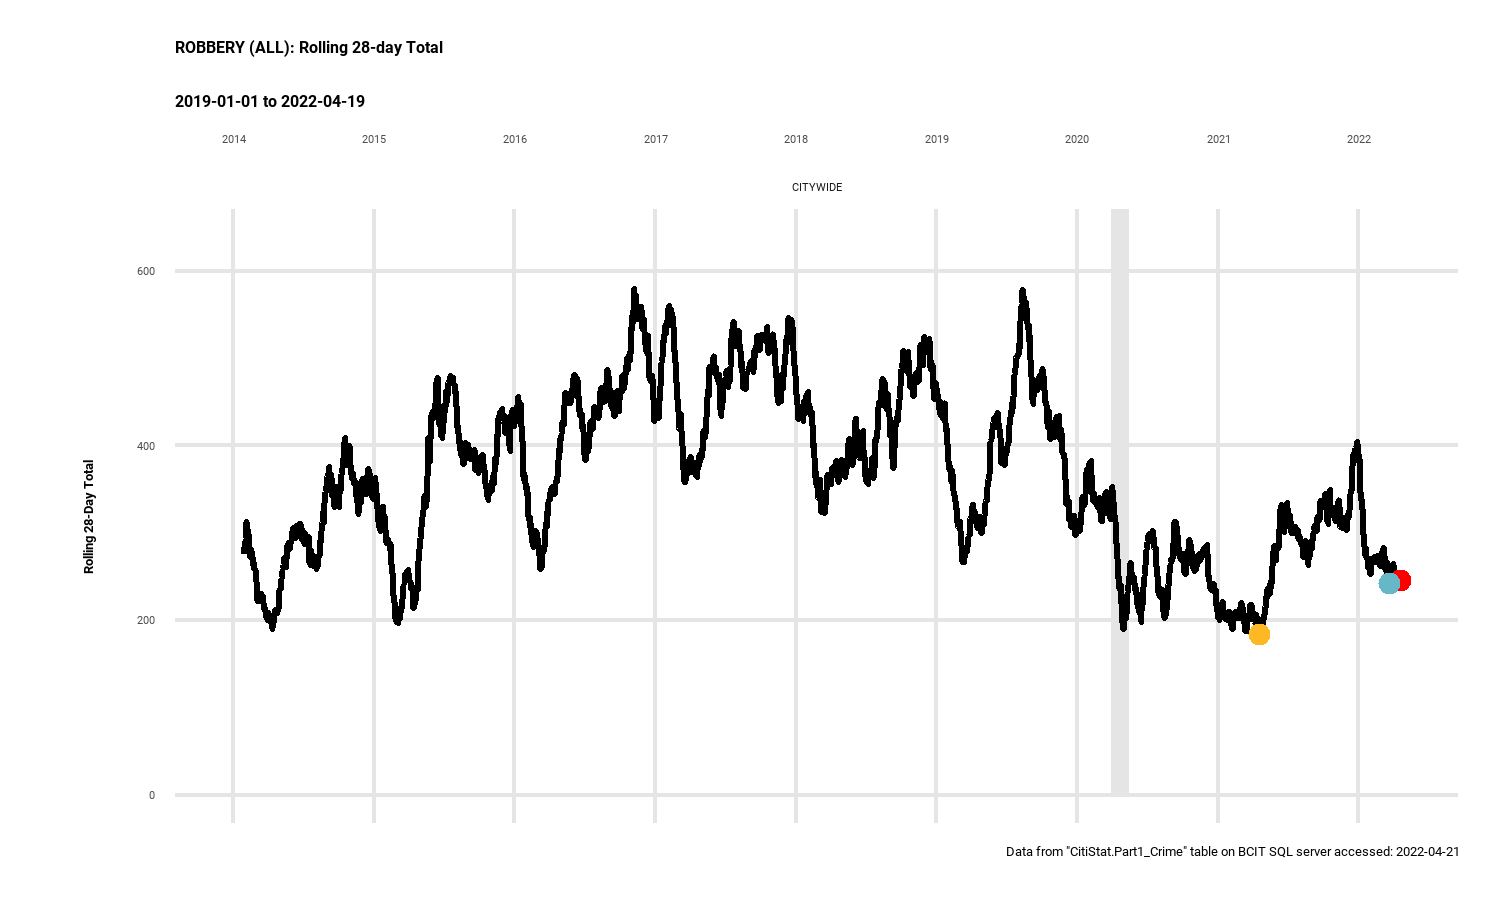 ROBBERY (ALL): Rolling 28-day Total
2019-01-01 to 2022-04-19
2014 2015 2016 2017 2018 2019 2020 2021 2022
CITYWIDE
600
400
200
0
Rolling 28-Day Total
Data from "CitiStat.Part1_Crime" table on BCIT SQL server accessed: 2022-04-21